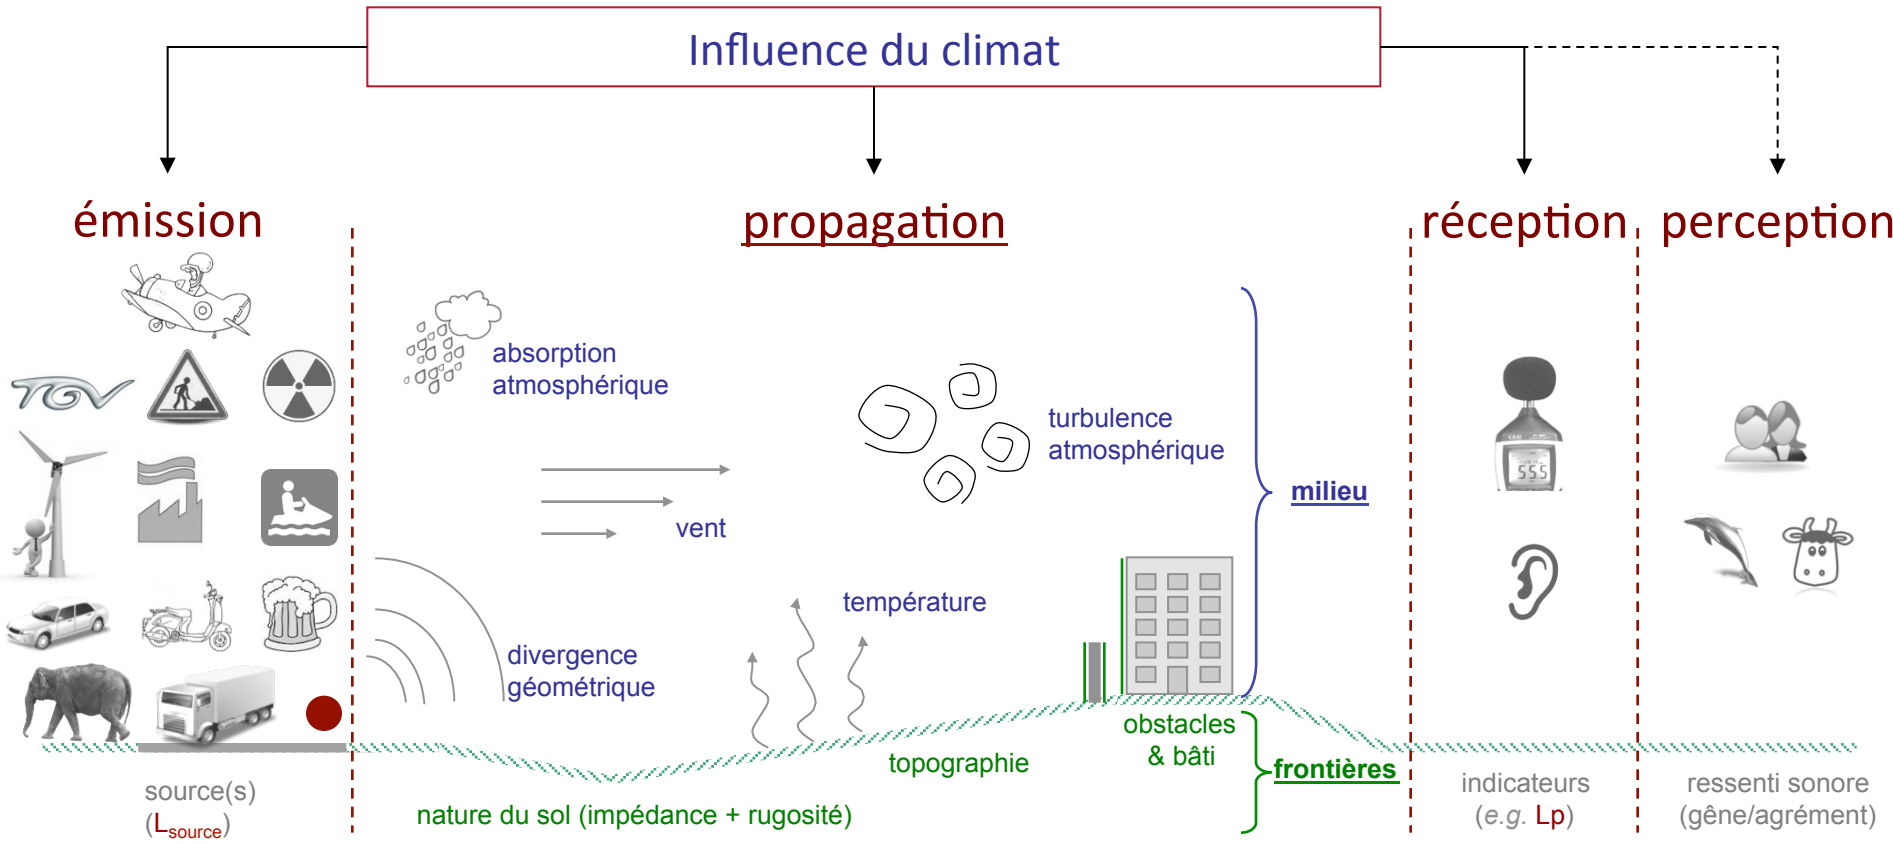 Influence du climat
émission
propagation
réception
perception
TGV
absorption
atmosphérique
turbulence
atmosphérique
vent
milieu
555
température
divergence
géométrique
obstacles
& bâti
topographie
frontières
nature du sol (impédance + rugosité)
source(s)
(Lsource)
indicateurs
(e.g. Lp)
ressenti sonore
(gêne/agrément)